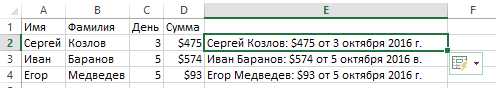 A B C D E F
1 Имя Фамилия День Сумма
2 Сергей Козлов 3 $475 Сергей Козлов: $475 от 3 октября 2016 г.
3 Иван Баранов 5 $574 Иван Баранов: $574 от 5 октября 2016 в.
4 Егор Медведев 5 $93 Егор Медведев: $93 от 5 октября 2016 г.